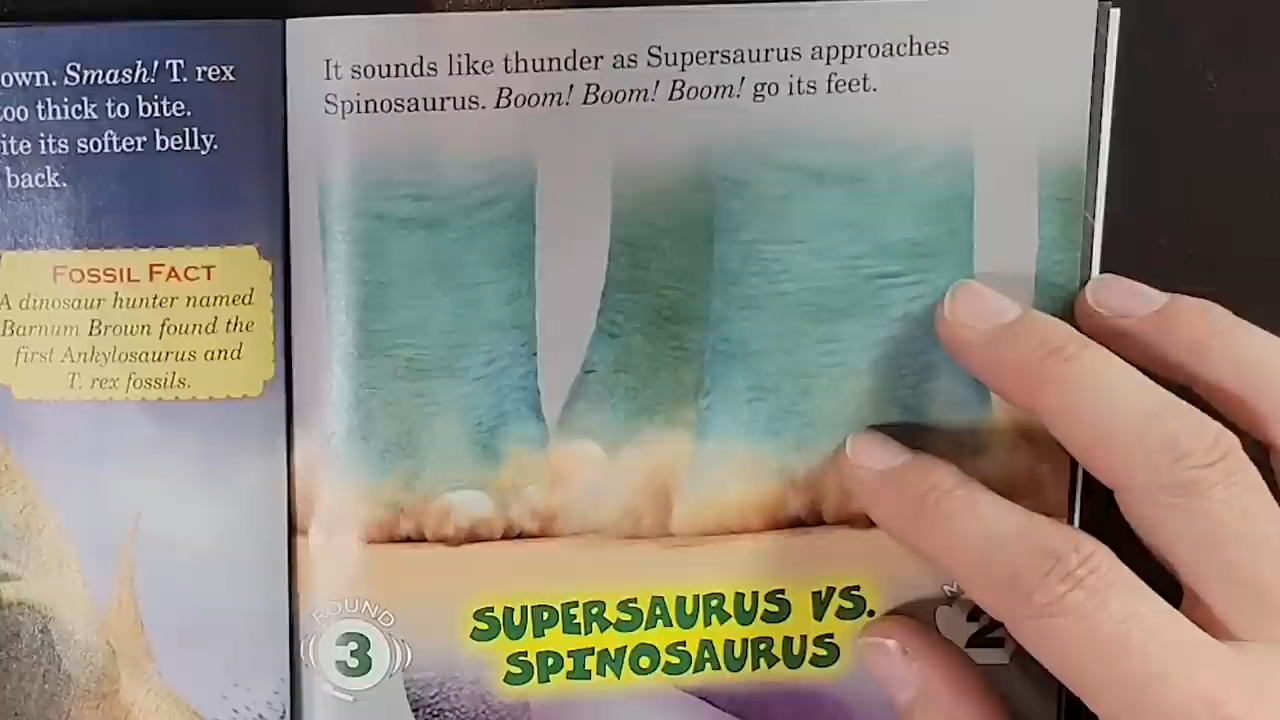 own. Smash! T. rex
too thick to bite.
ite its softer belly.
back.
FOSSIL FACT
A dinosaur hunter named
Barnum Brown found the
first Ankylosaurus and
T. rex fossils.
It sounds like thunder as Supersaurus approaches
Spinosaurus. Boom! Boom! Boom! go its feet.
ROUND
3
SUPERSAURUS VS.
SPINOSAURUS
2